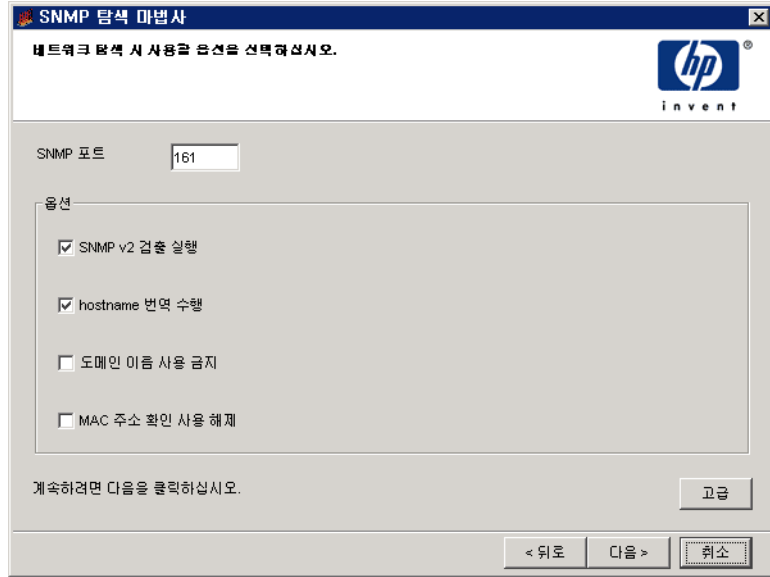 SNMP 탐색 마법사
네트워크 탐색 시 사용할 옵션을 선택하십시오.
hp
®
invent
SNMP 포트
161
옵션
SNMP v2 검출 실행
hostname 번역 수행
도메인 이름 사용 금지
MAC 주소 확인 사용 해제
계속하려면 다음을 클릭하십시오.
고급
< 뒤로
다음 >
취소